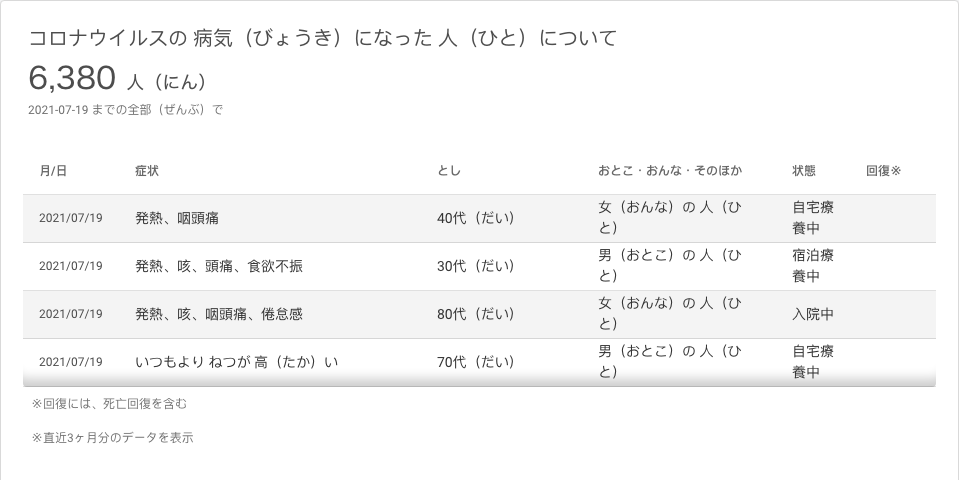 コロナウイルスの 病気（びょうき）になった 人（ひと）について
6,380 人（にん）
2021-07-19 までの全部（ぜんぶ）で
月/日 症状 とし おとこ・おんな・そのほか 状態 回復※
2021/07/19 発熱、咽頭痛 40代（だい） 女（おんな）の 人（ひ 自宅療
と） 養中
2021/07/19 発熱、咳、頭痛、食欲不振 30代（だい） 男（おとこ）の 人（ひ 宿泊療
と） 養中
2021/07/19 発熱、咳、咽頭痛、倦怠感 80代（だい） 女（おんな）の 人（ひ 入院中
と）
2021/07/19 いつもより ねつが 高（たか）い 70代（だい） 男（おとこ）の 人（ひ 自宅療
と） 養中
※回復には、死亡回復を含む
※直近3ヶ月分のデータを表示